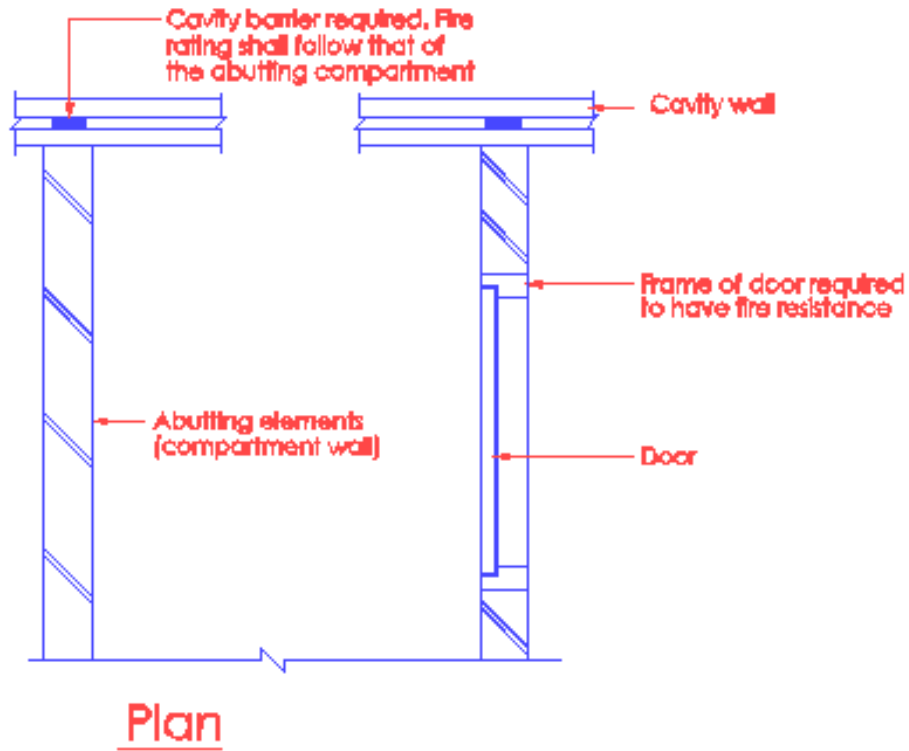 Cavity barrier required. Fire
rating shall follow that of
the abutting compartment
Cavity wall
Frame of door required
to have fire resistance
Abutting elements
(compartment wall)
Door
Plan